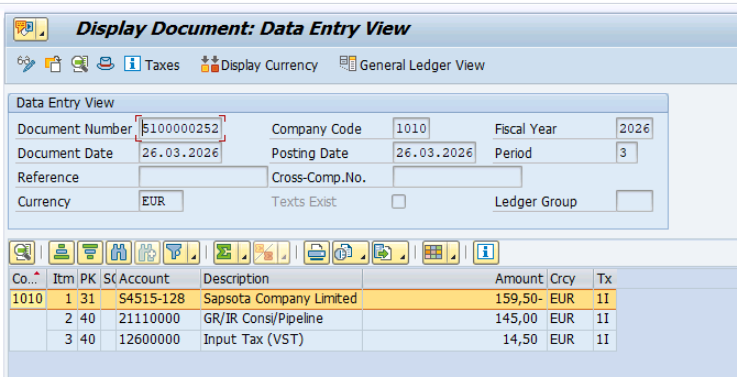 Display Document: Data Entry View
Taxes Display Currency General Ledger View
Data Entry View
Document Number 5100000252 Company Code 1010 Fiscal Year 2026
Document Date 26.03.2026 Posting Date 26.03.2026 Period 3
Reference Cross-Comp.No.
Currency EUR Texts Exist Ledger Group
Co... Itm PK SG Account Description Amount Crcy Tx
1010 1 31 S4515-128 Sapsota Company Limited 159,50- EUR 1I
2 40 21110000 GR/IR Consi/Pipeline 145,00 EUR 1I
3 40 12600000 Input Tax (VST) 14,50 EUR 1I